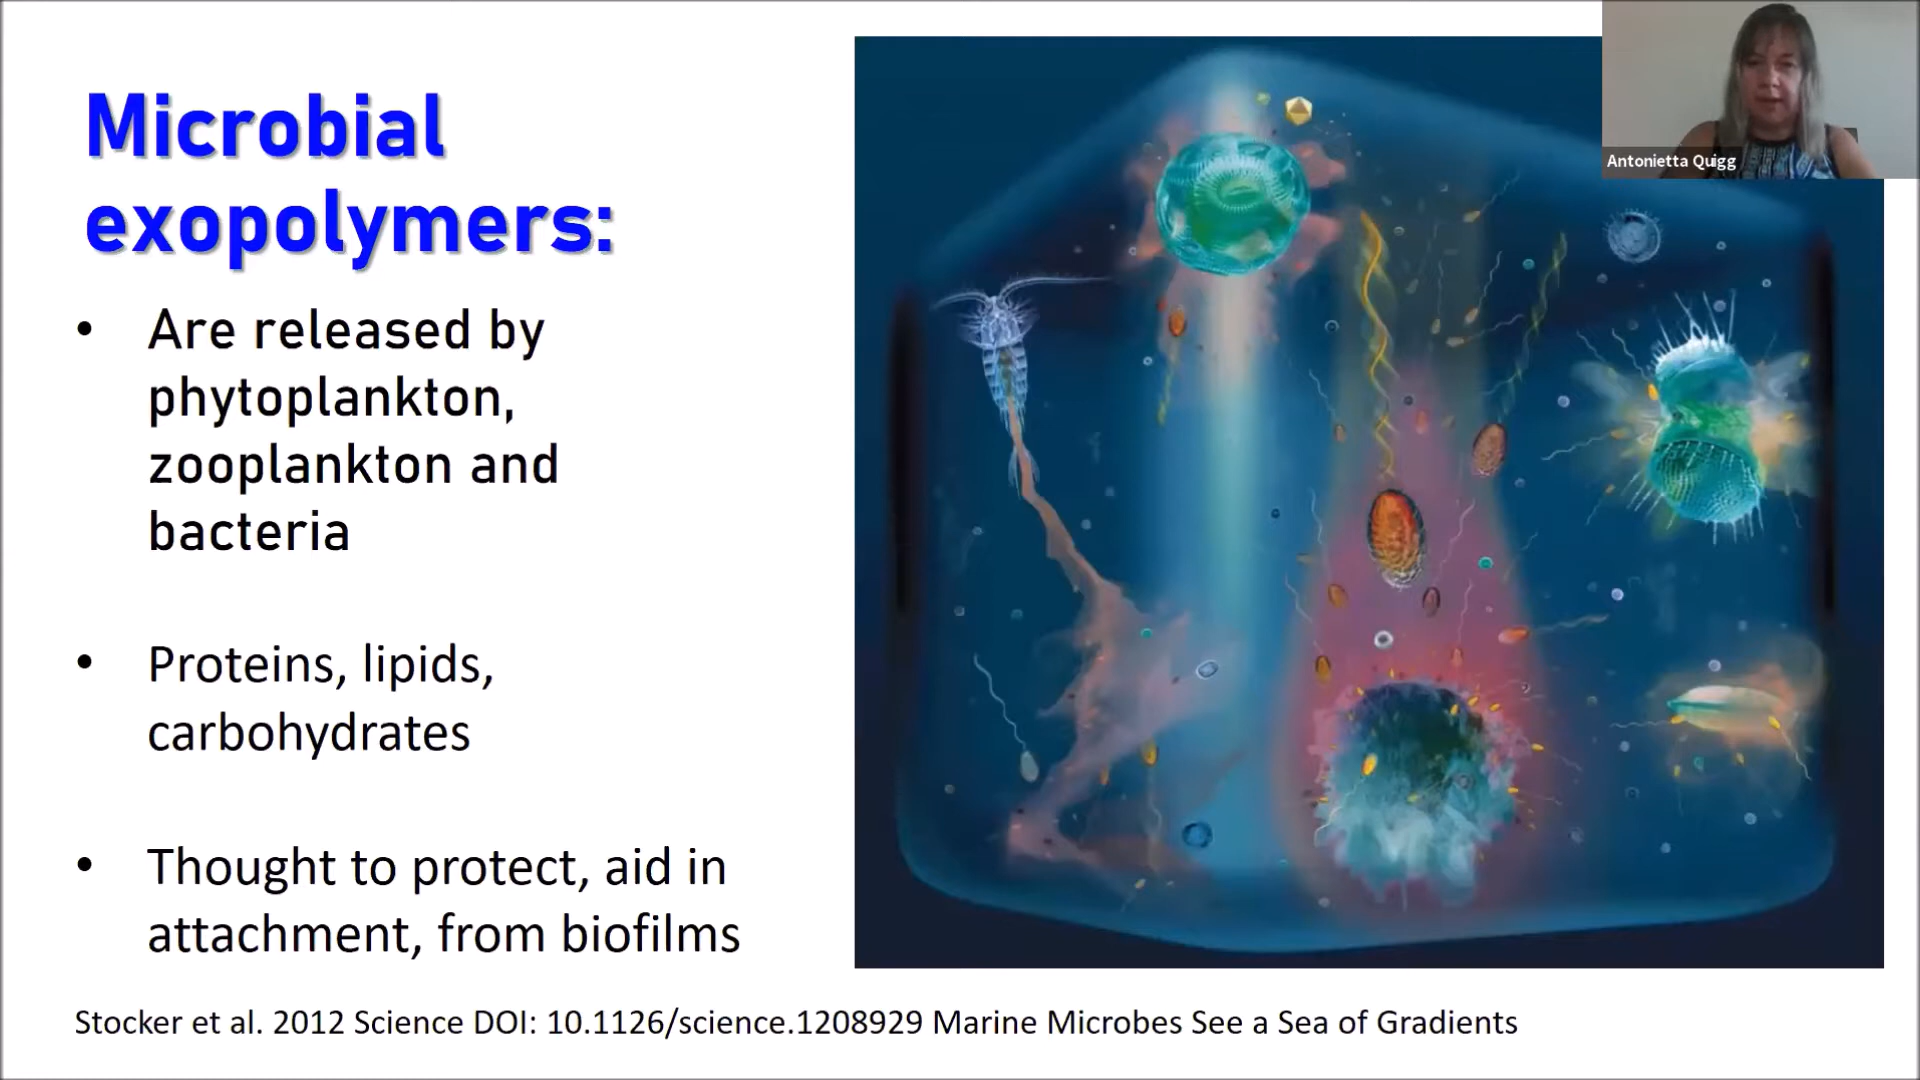 Microbial
exopolymers:
• Are released by
phytoplankton,
zooplankton and
bacteria
• Proteins, lipids,
carbohydrates
• Thought to protect, aid in
attachment, from biofilms
Stocker et al. 2012 Science DOI: 10.1126/science.1208929 Marine Microbes See a Sea of Gradients
Antonietta Quigg